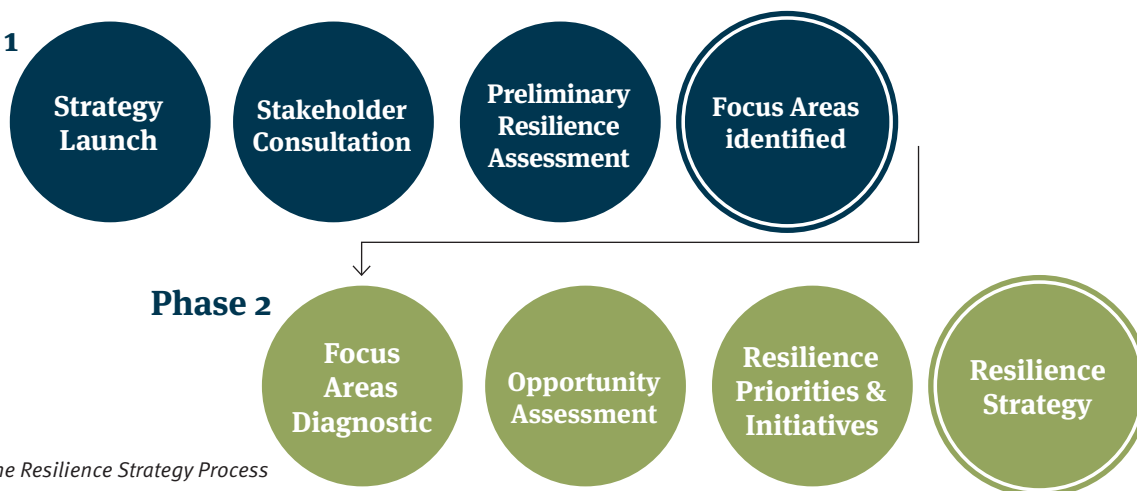 1
Strategy
Launch
Stakeholder
Consultation
Preliminary
Resilience
Assessment
Focus Areas
identified
Phase 2
Focus
Areas
Diagnostic
Opportunity
Assessment
Resilience
Priorities &
Initiatives
Resilience
Strategy
ne Resilience Strategy Process